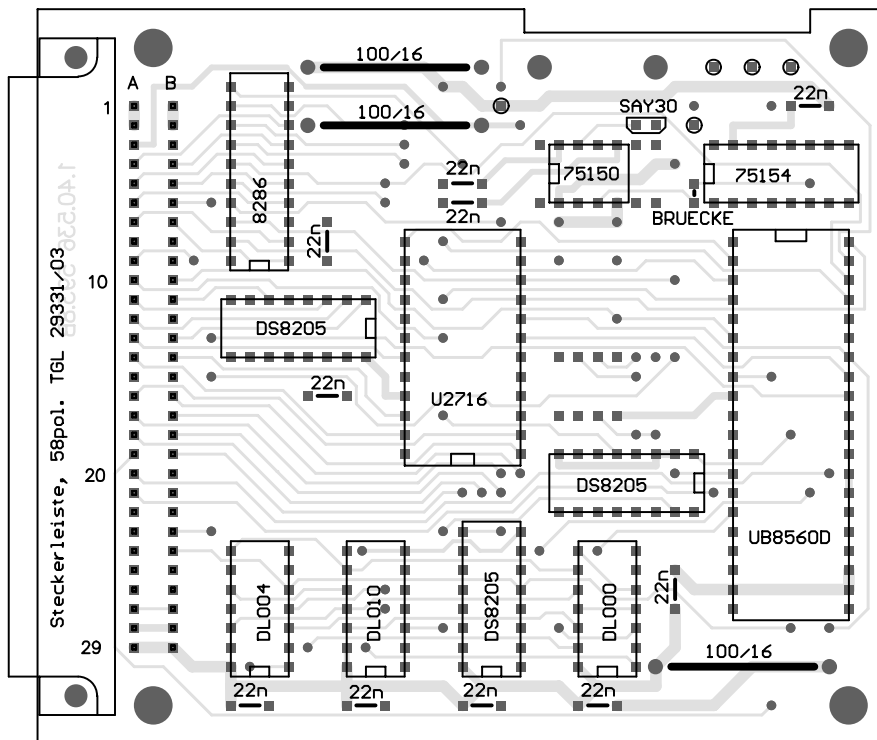 100/16
A B
1
100/16
SAY30
22n
8286
22n
22n
75150
75154
BRUECKE
22n
10
DS8205
U2716
22n
Steckerleiste, 58pol. TGL 29331/03
20
DS8205
UB8560D
DL004
DL010
DS8205
DL000
22n
29
100/16
22n
22n
22n
22n